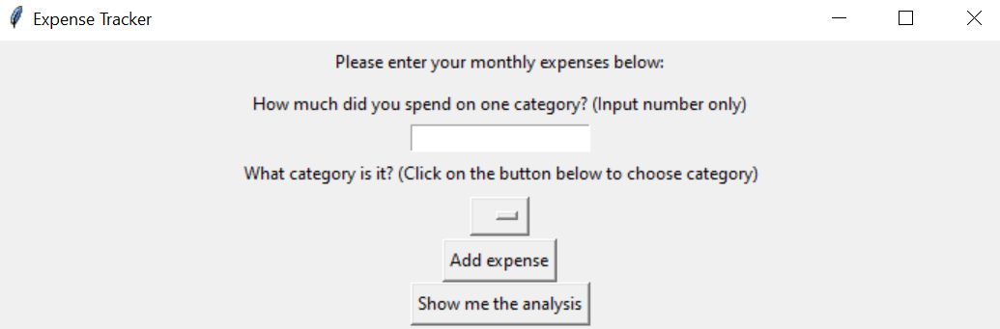 Expense Tracker
Please enter your monthly expenses below:
How much did you spend on one category? (Input number only)
What category is it? (Click on the button below to choose category)
Add expense
Show me the analysis